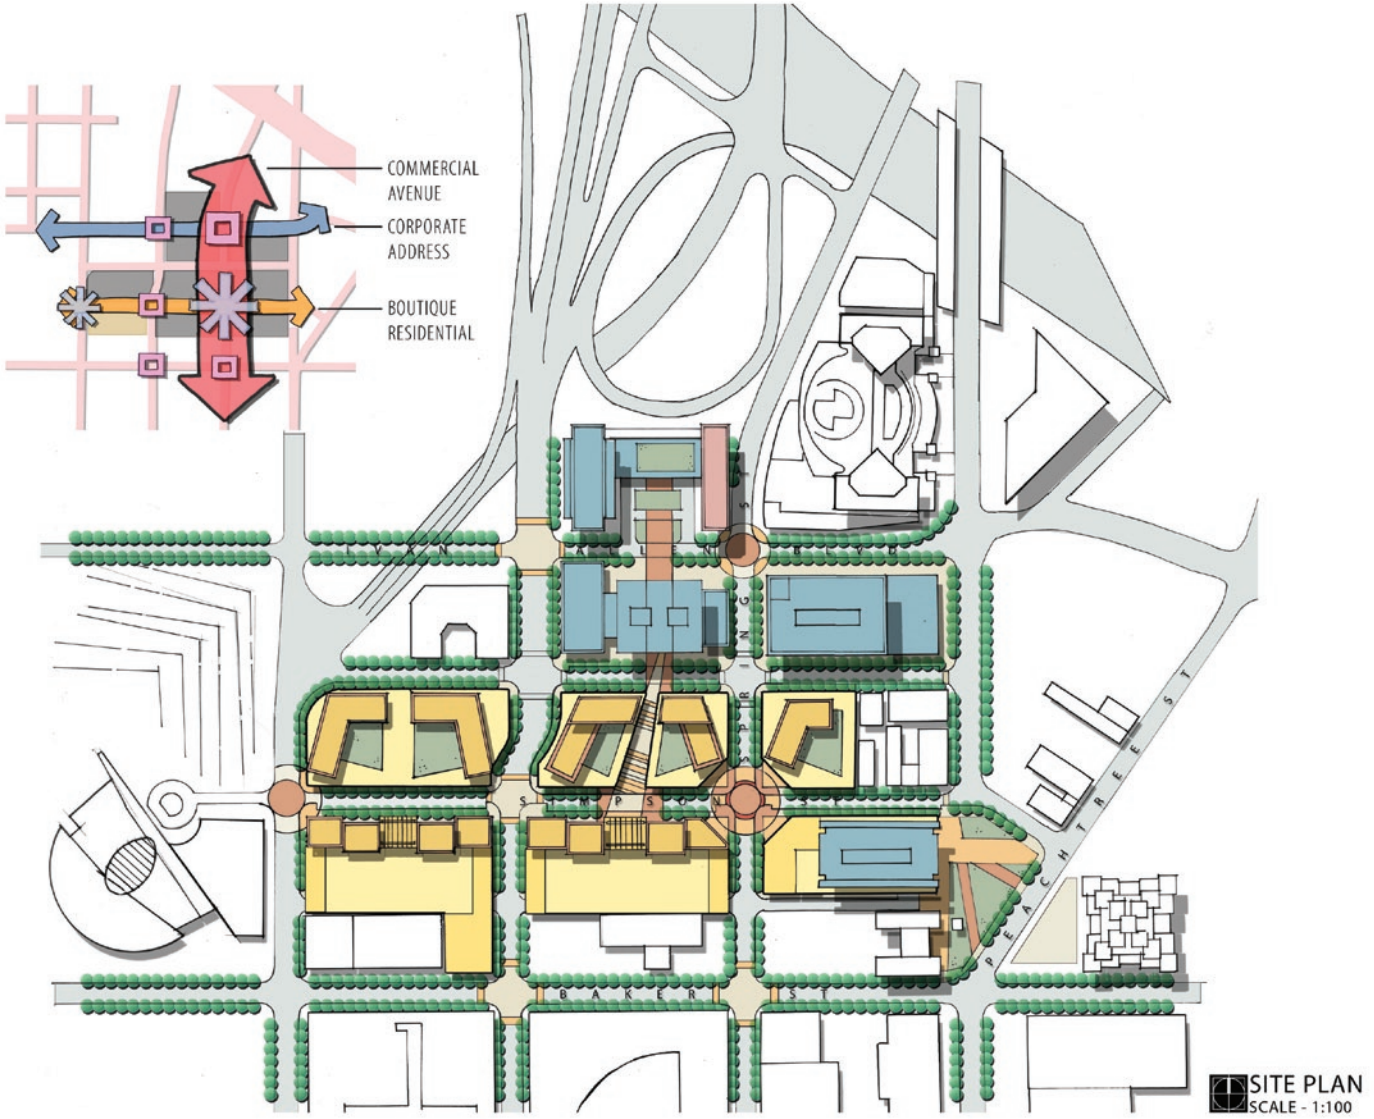 COMMERCIAL
AVENUE
CORPORATE
ADDRESS
BOUTIQUE
RESIDENTIAL
IVAN ALLEN BLVD
SPRING ST
SIMPSON ST
PEACHTREE ST
BAKER ST
SITE PLAN
SCALE - 1:100